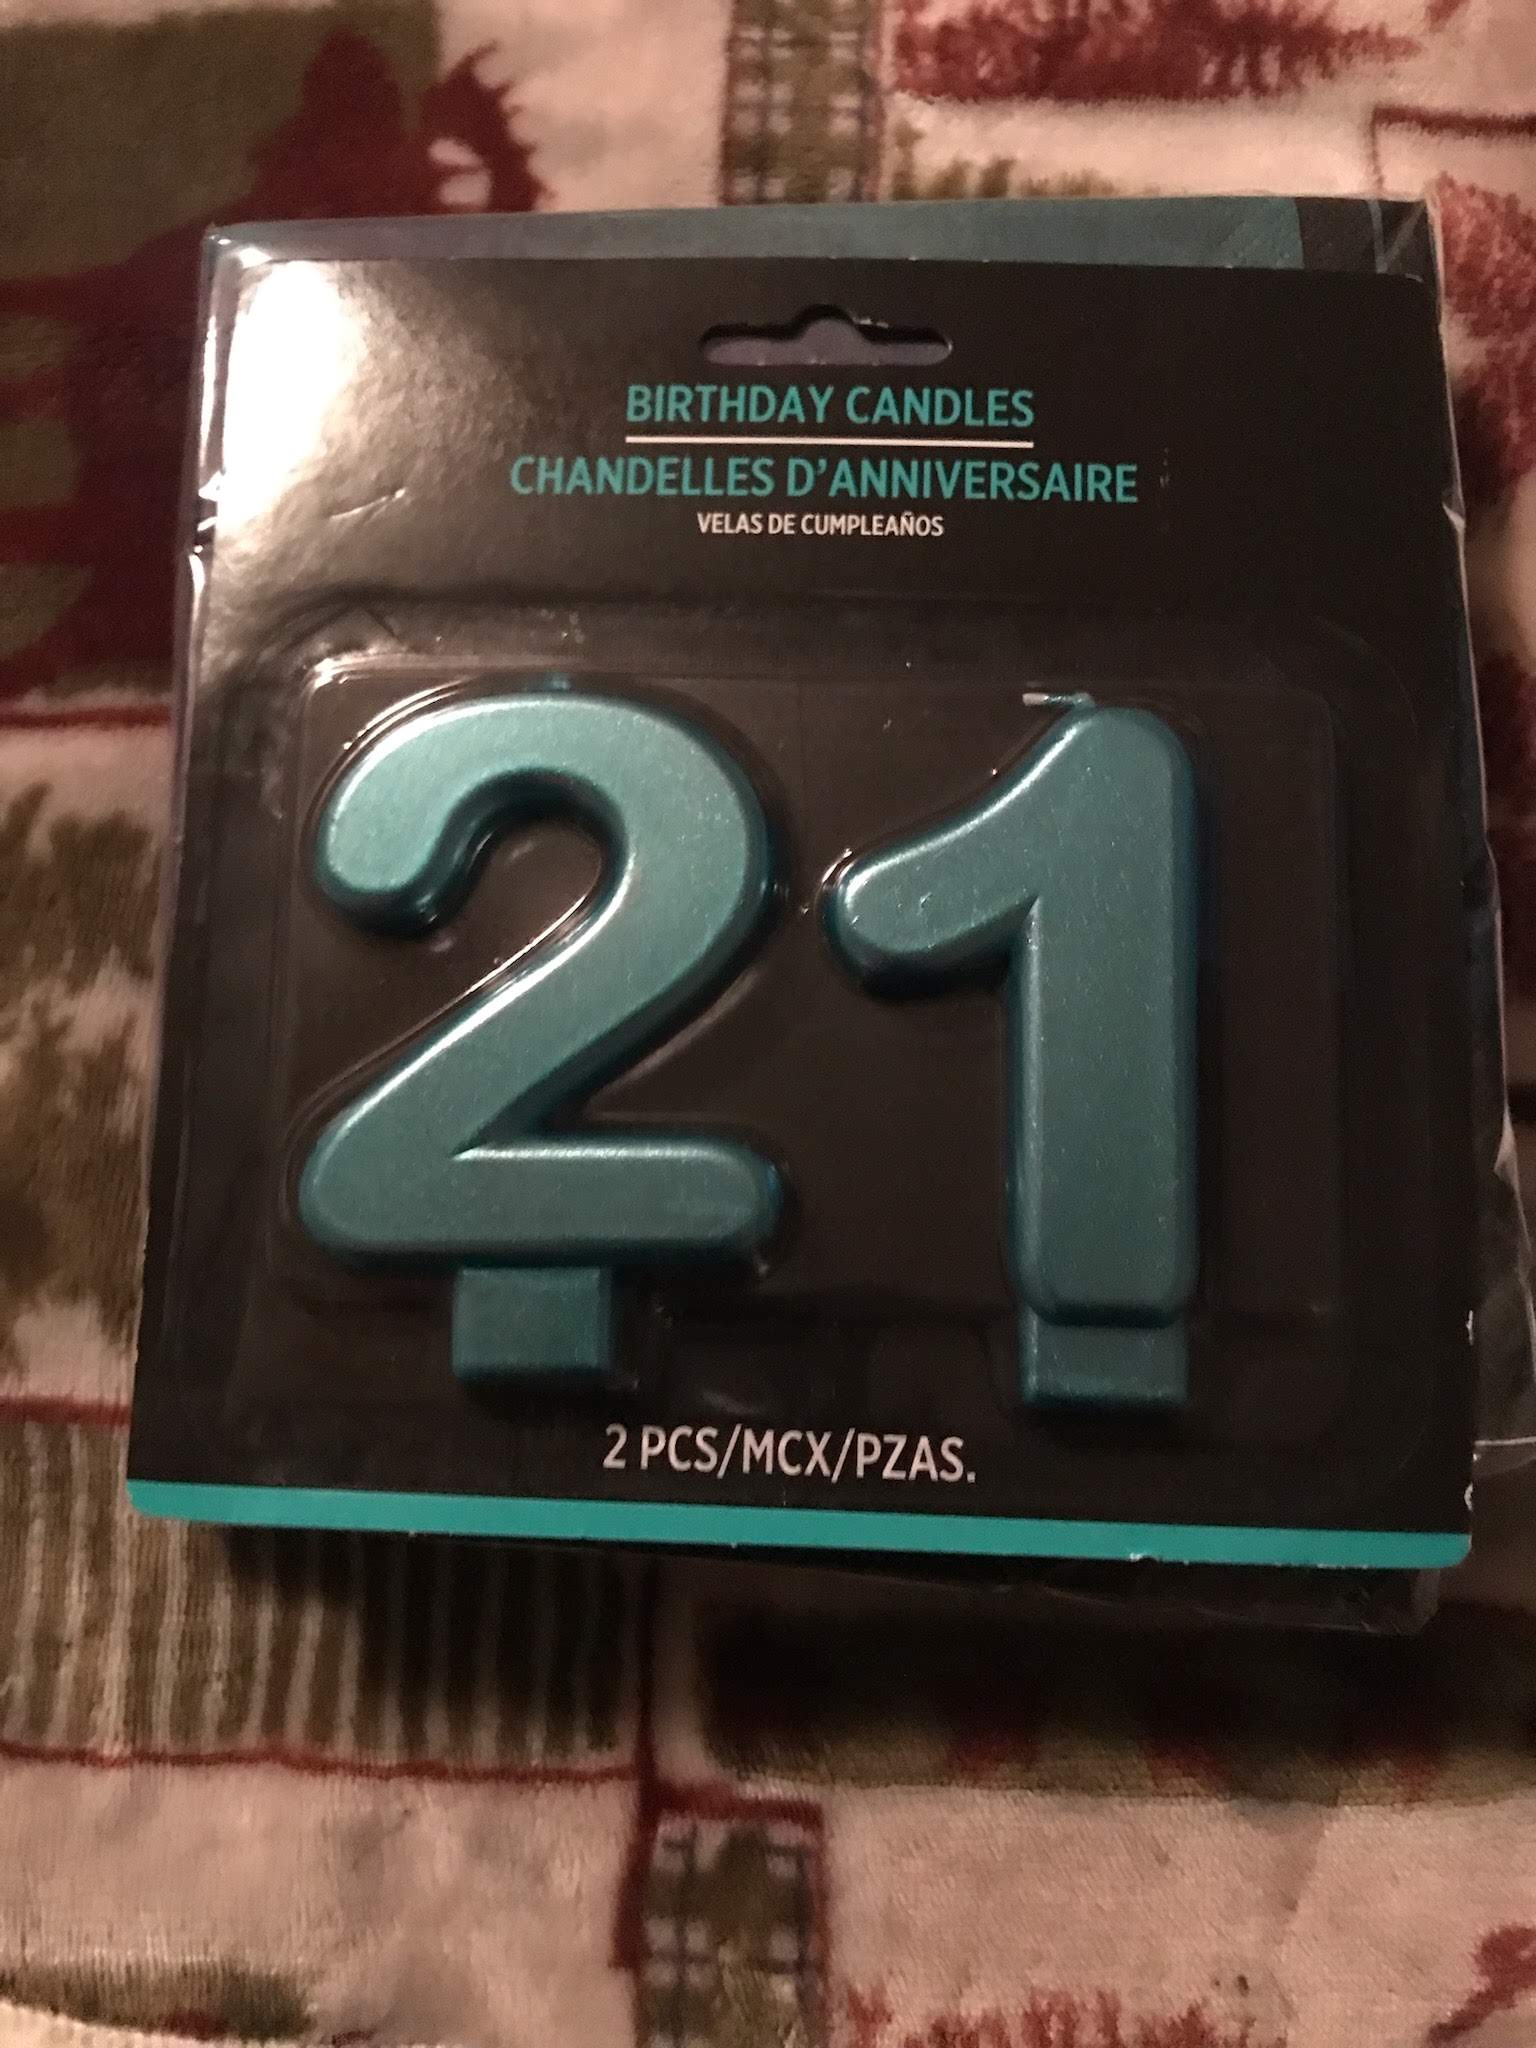 BIRTHDAY CANDLES
CHANDELLES D'ANNIVERSAIRE
VELAS DE CUMPLEAÑOS
21
2 PCS/MCX/PZAS.